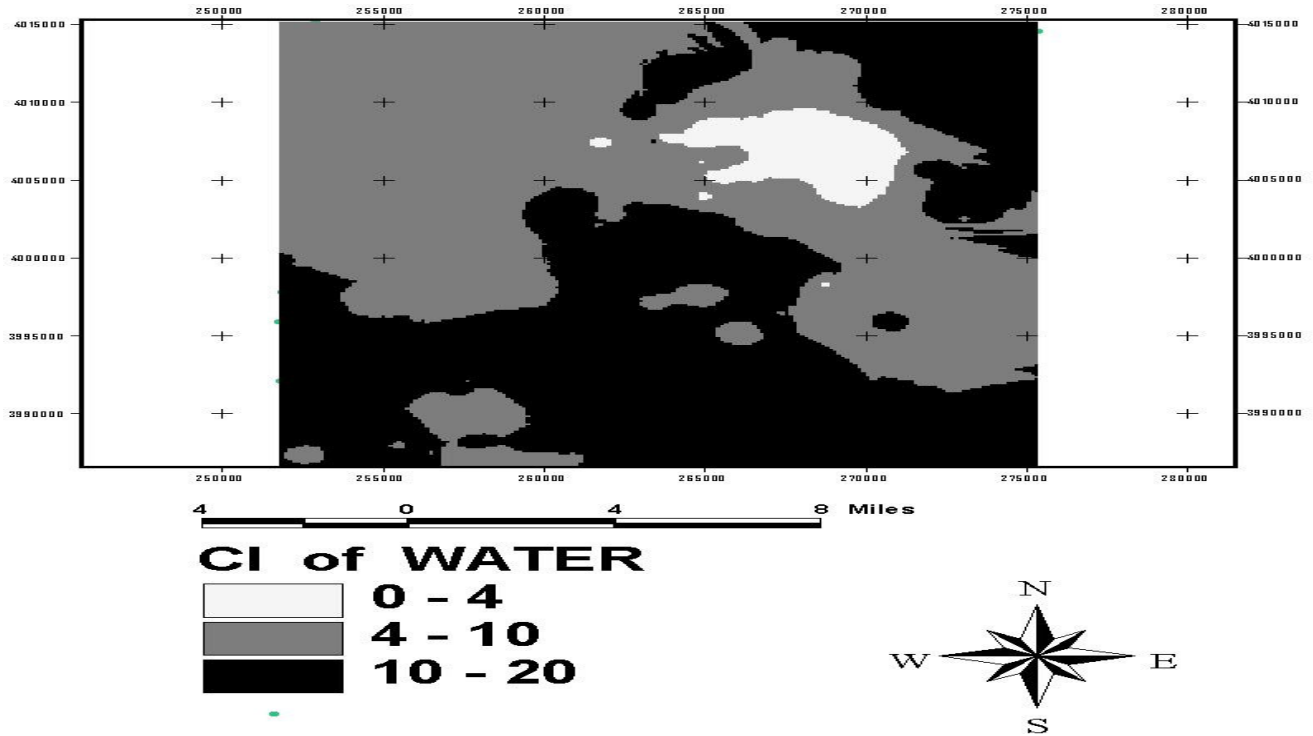 250000 255000 260000 265000 270000 275000 280000
4015000 4015000
4010000 4010000
4005000 4005000
4000000 4000000
3995000 3995000
3990000 3990000
250000 255000 260000 265000 270000 275000 280000
4 0 4 8 Miles
Cl of WATER
0 - 4
4 - 10
10 - 20
N
W E
S